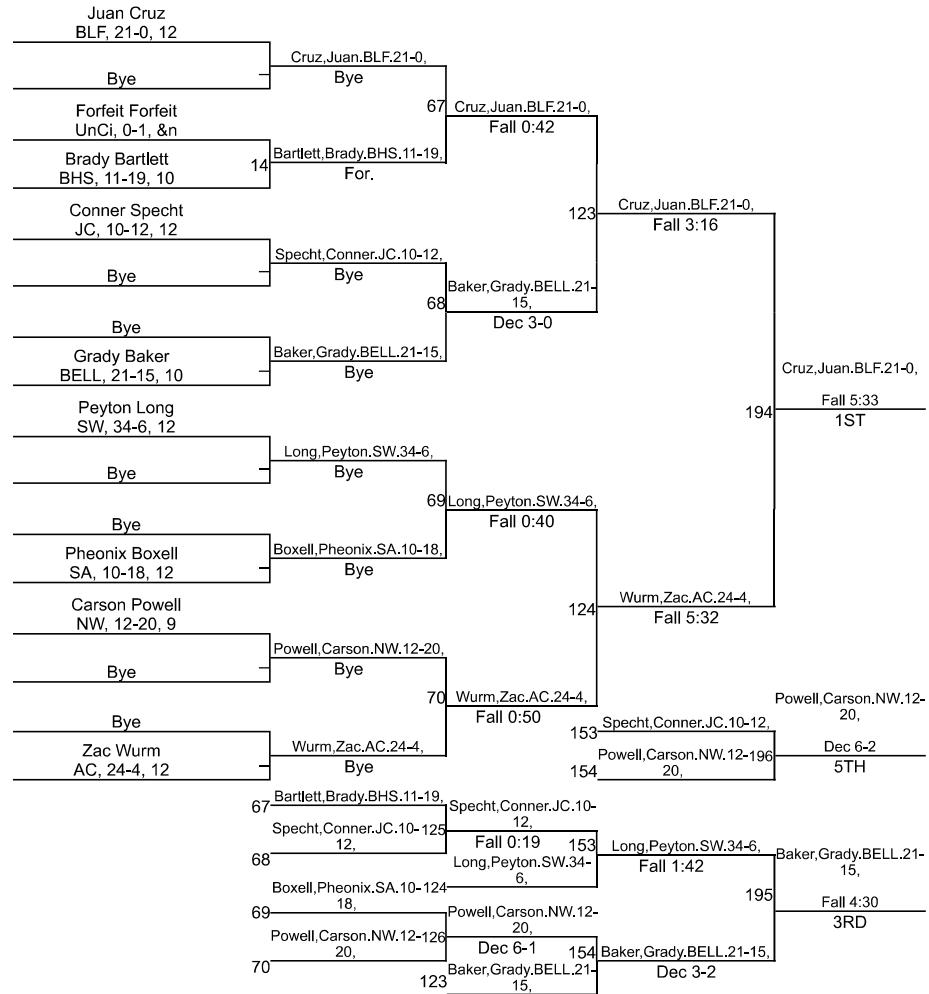 Juan Cruz
BLF, 21-0, 12
Bye
Forfeit Forfeit
UnCi, 0-1, &n
Brady Bartlett
BHS, 11-19, 10
Conner Specht
JC, 10-12, 12
Bye
Bye
Grady Baker
BELL, 21-15, 10
Peyton Long
SW, 34-6, 12
Bye
Bye
Pheonix Boxell
SA, 10-18, 12
Carson Powell
NW, 12-20, 9
Bye
Bye
Zac Wurm
AC, 24-4, 12
Cruz,Juan.BLF.21-0,
Bye
14
Bartlett,Brady.BHS.11-19,
For.
Specht,Conner.JC.10-12,
Bye
Baker,Grady.BELL.21-15,
Bye
Long,Peyton.SW.34-6,
Bye
Boxell,Pheonix.SA.10-18,
Bye
Powell,Carson.NW.12-20,
Bye
Wurm,Zac.AC.24-4,
Bye
67
Cruz,Juan.BLF.21-0,
Fall 0:42
68
Baker,Grady.BELL.21-
15,
Dec 3-0
69
Long,Peyton.SW.34-6,
Fall 0:40
70
Wurm,Zac.AC.24-4,
Fall 0:50
123
Cruz,Juan.BLF.21-0,
Fall 3:16
124
Wurm,Zac.AC.24-4,
Fall 5:32
194
Cruz,Juan.BLF.21-0,
Fall 5:33
1ST
153
Specht,Conner.JC.10-12,
154
Powell,Carson.NW.12-
20,
196
Powell,Carson.NW.12-
20,
Dec 6-2
5TH
67
Bartlett,Brady.BHS.11-19,
68
Specht,Conner.JC.10-
12,
125
Specht,Conner.JC.10-
12,
Fall 0:19
124
Long,Peyton.SW.34-
6,
153
Long,Peyton.SW.34-6,
Fall 1:42
69
Boxell,Pheonix.SA.10-
18,
70
Powell,Carson.NW.12-
20,
126
Powell,Carson.NW.12-
20,
Dec 6-1
123
Baker,Grady.BELL.21-
15,
154
Baker,Grady.BELL.21-15,
Dec 3-2
195
Baker,Grady.BELL.21-
15,
Fall 4:30
3RD